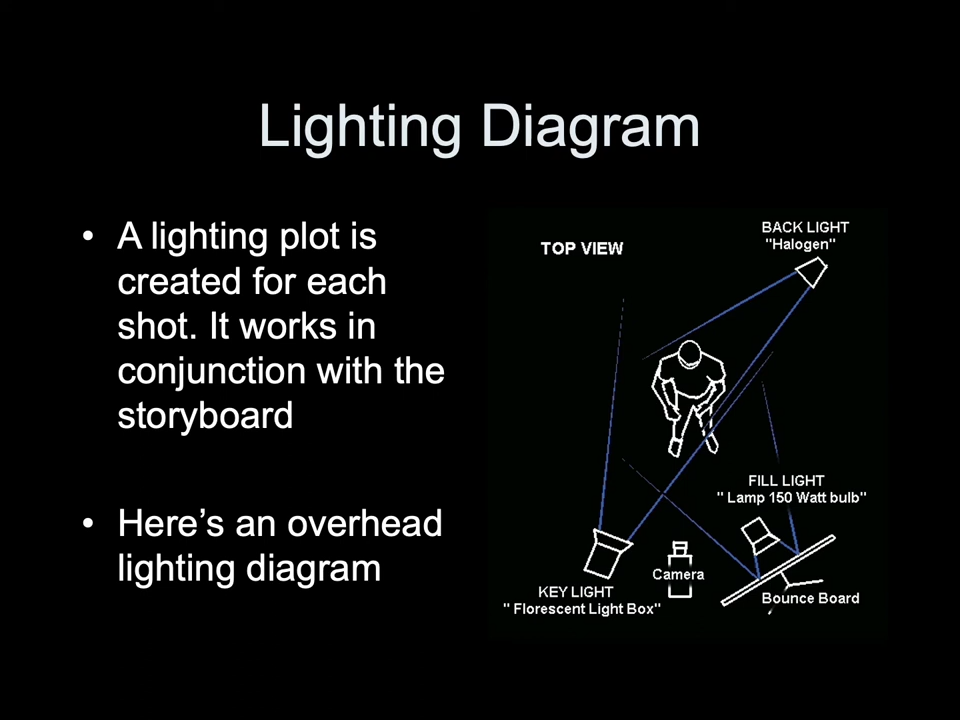 Lighting Diagram
• A lighting plot is
created for each
shot. It works in
conjunction with the
storyboard
• Here’s an overhead
lighting diagram
TOP VIEW
BACK LIGHT
"Halogen"
FILL LIGHT
" Lamp 150 Watt bulb"
Camera
KEY LIGHT
" Florescent Light Box"
Bounce Board